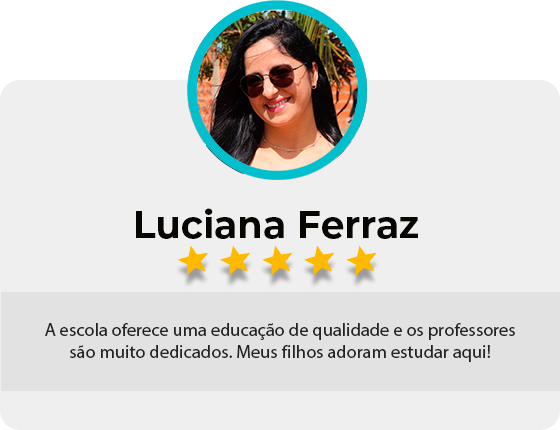 Luciana Ferraz
A escola oferece uma educação de qualidade e os professores
são muito dedicados. Meus filhos adoram estudar aqui!